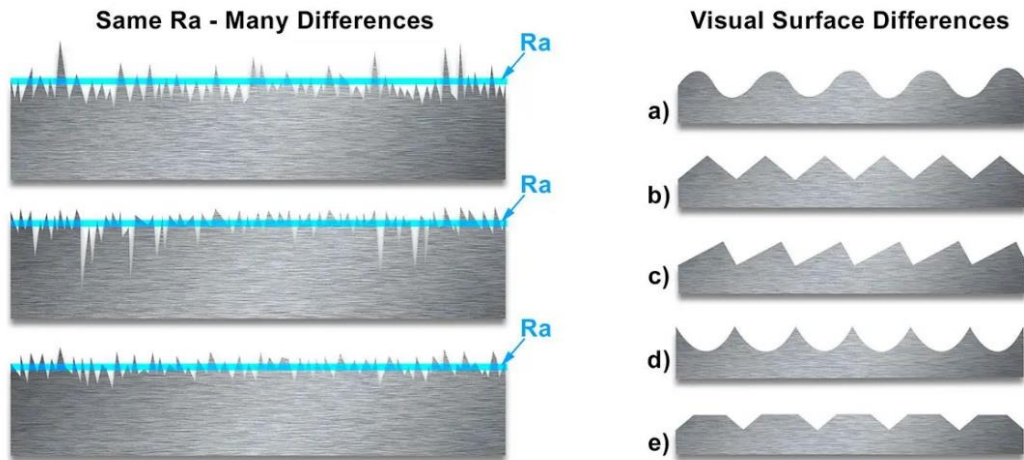 Same Ra - Many Differences
Ra
Ra
Ra
Visual Surface Differences
a)
b)
c)
d)
e)